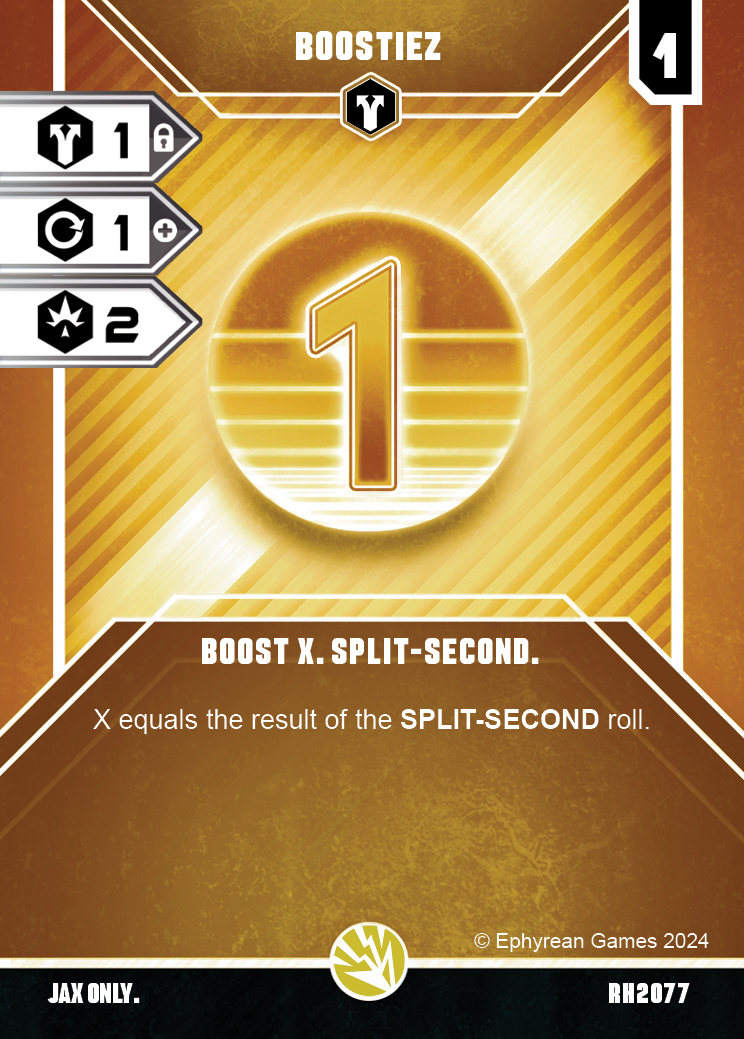 BOOSTIEZ
1
1
1
2
1
BOOST X. SPLIT-SECOND.
X equals the result of the SPLIT-SECOND roll.
© Ephyrean Games 2024
JAX ONLY.
RH2077